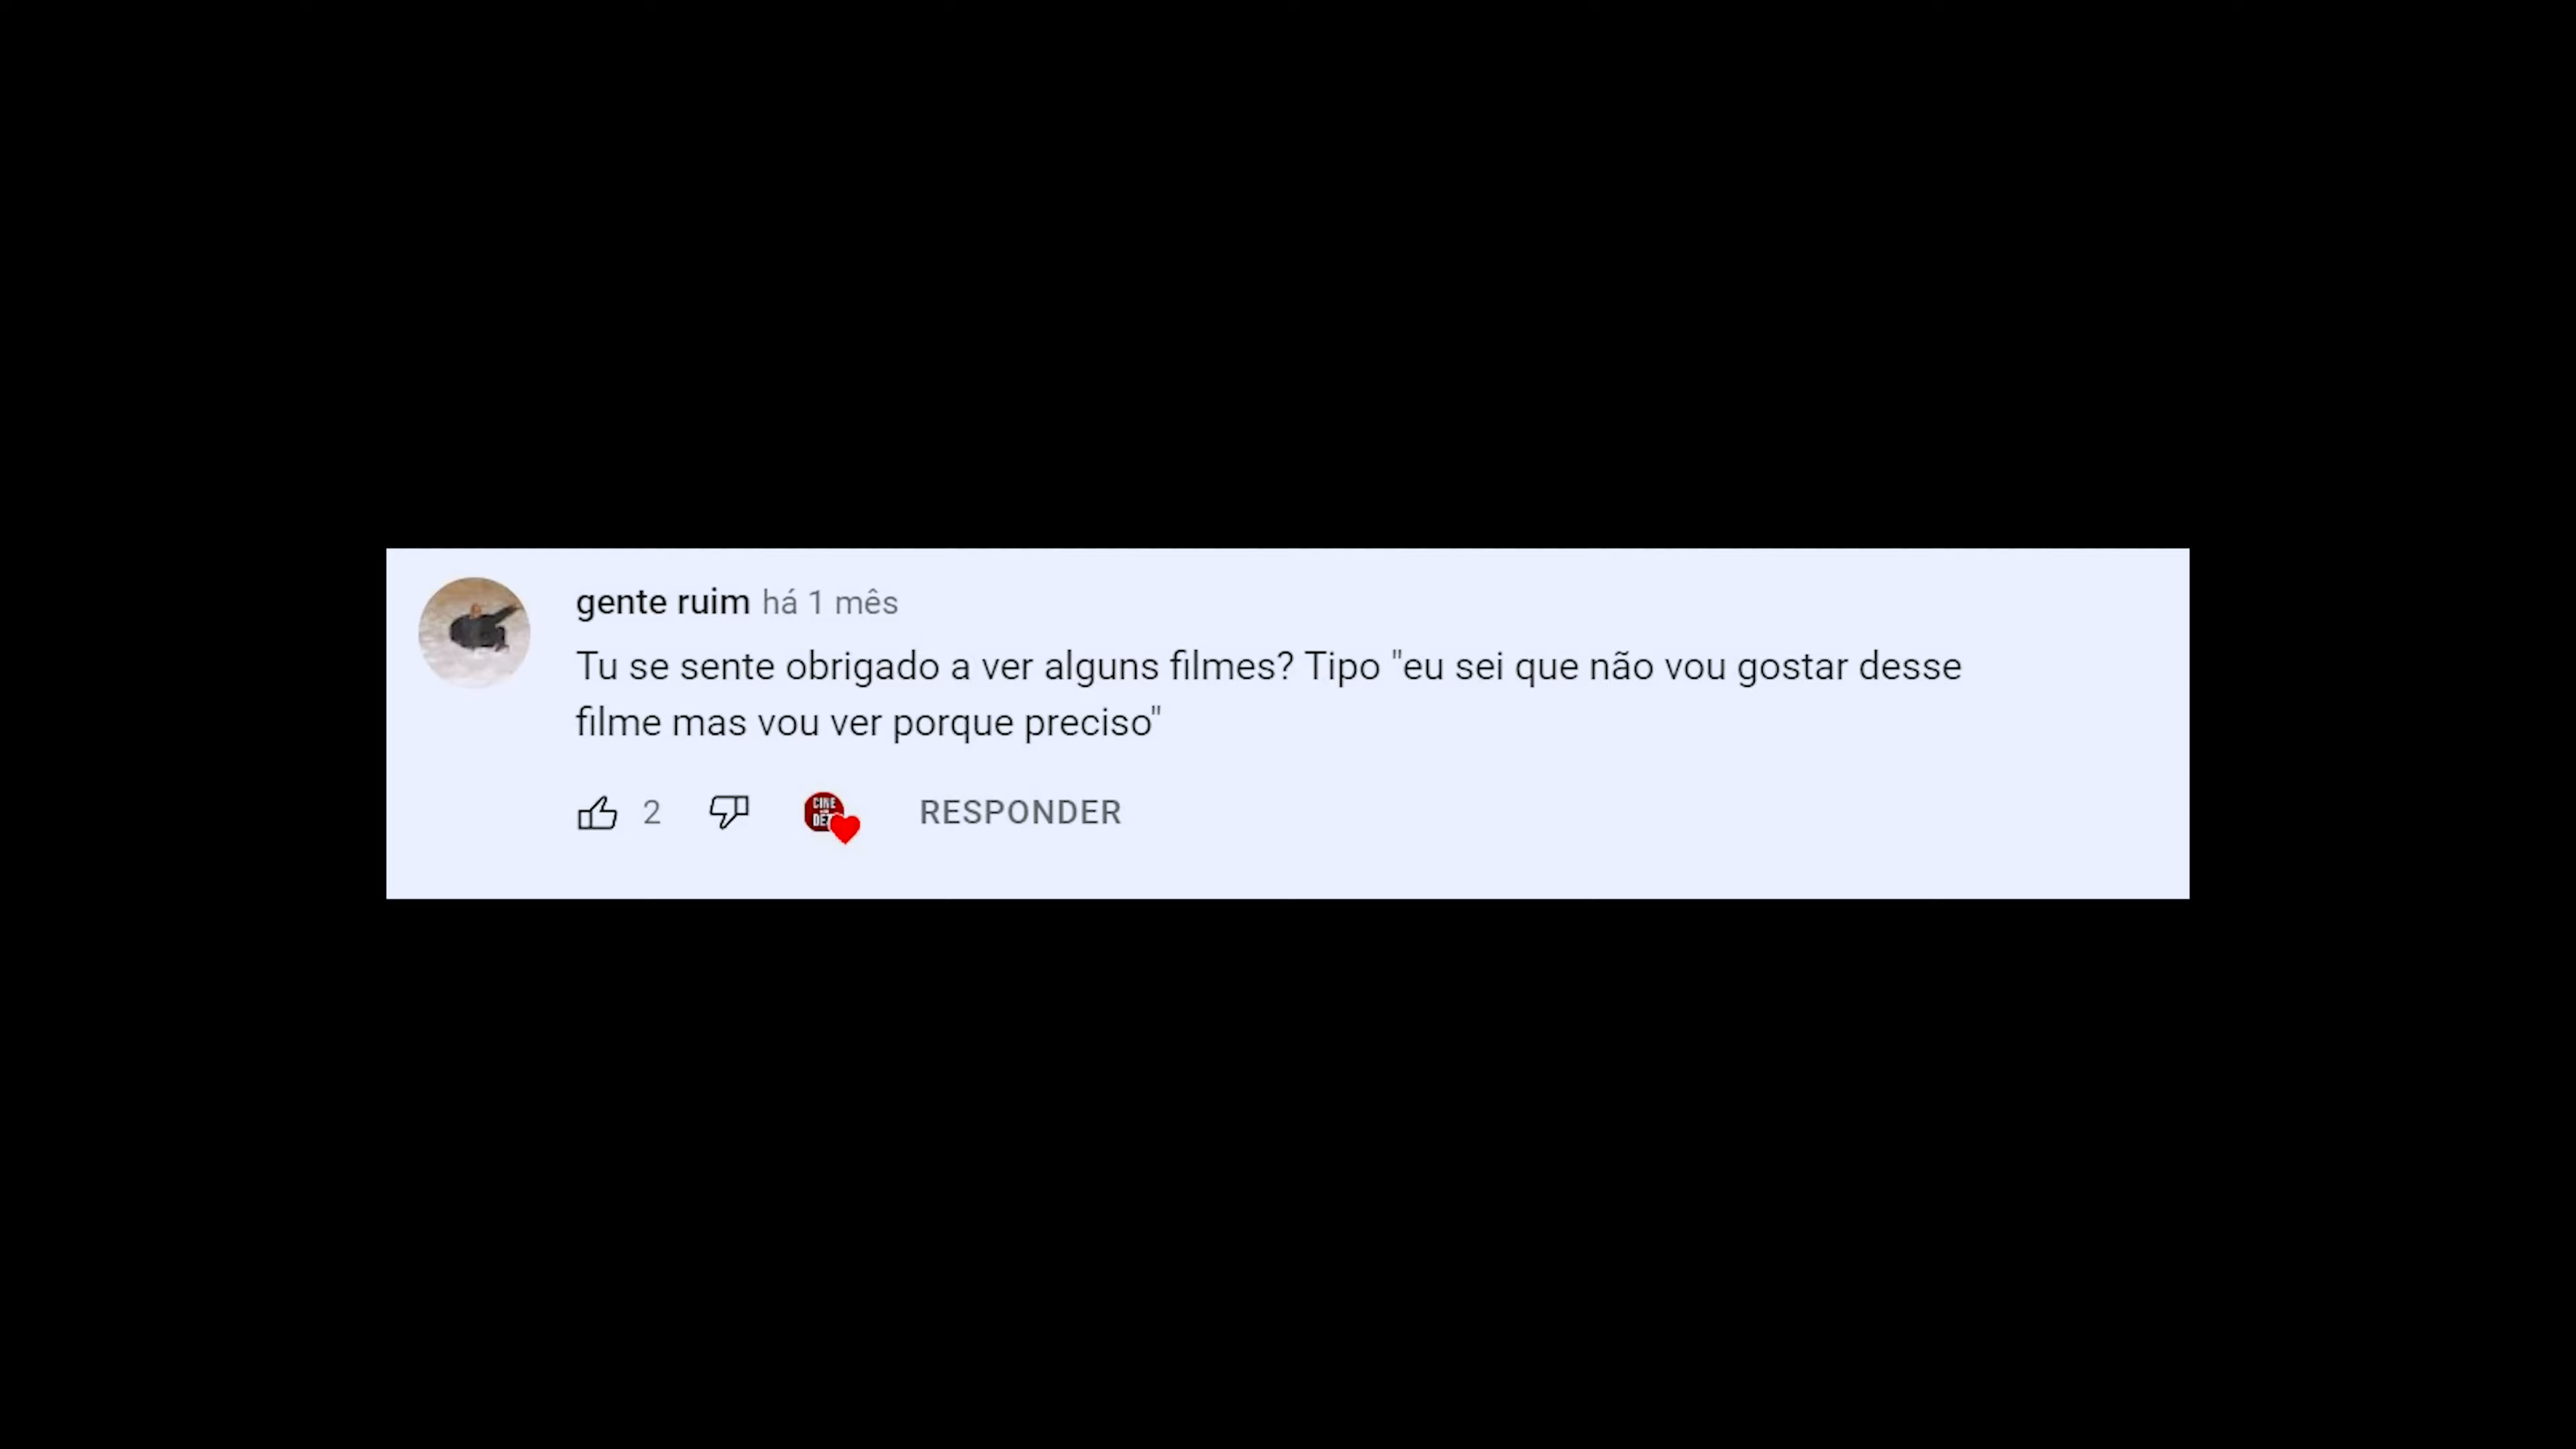 gente ruim há 1 mês
Tu se sente obrigado a ver alguns filmes? Tipo "eu sei que não vou gostar desse
filme mas vou ver porque preciso"
2 RESPONDER
CINE